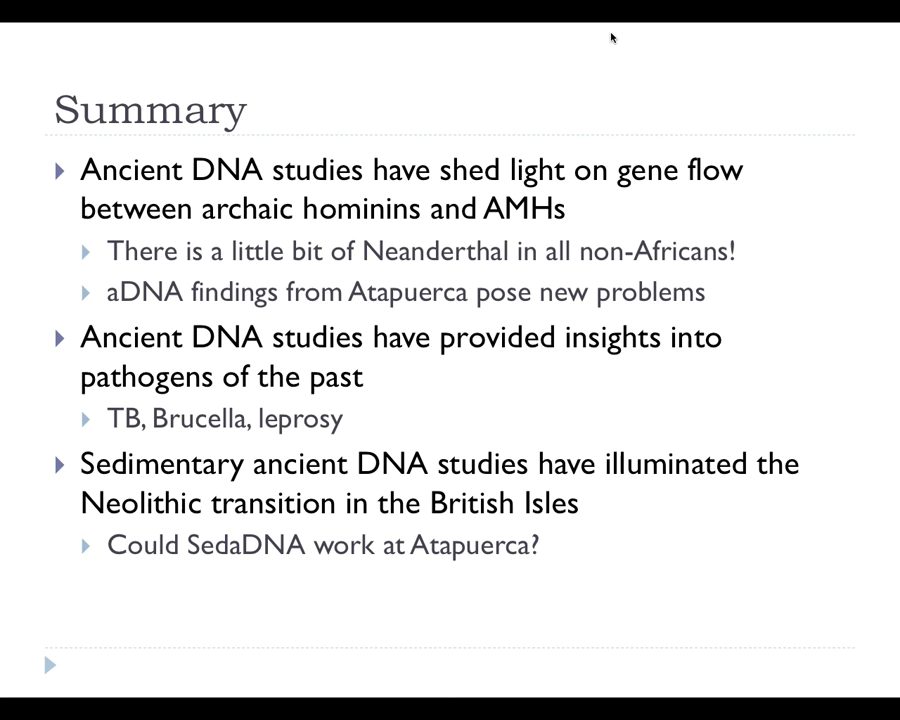 Summary
Ancient DNA studies have shed light on gene flow
between archaic hominins and AMHs
There is a little bit of Neanderthal in all non-Africans!
aDNA findings from Atapuerca pose new problems
Ancient DNA studies have provided insights into
pathogens of the past
TB, Brucella, leprosy
Sedimentary ancient DNA studies have illuminated the
Neolithic transition in the British Isles
Could SedaDNA work at Atapuerca?